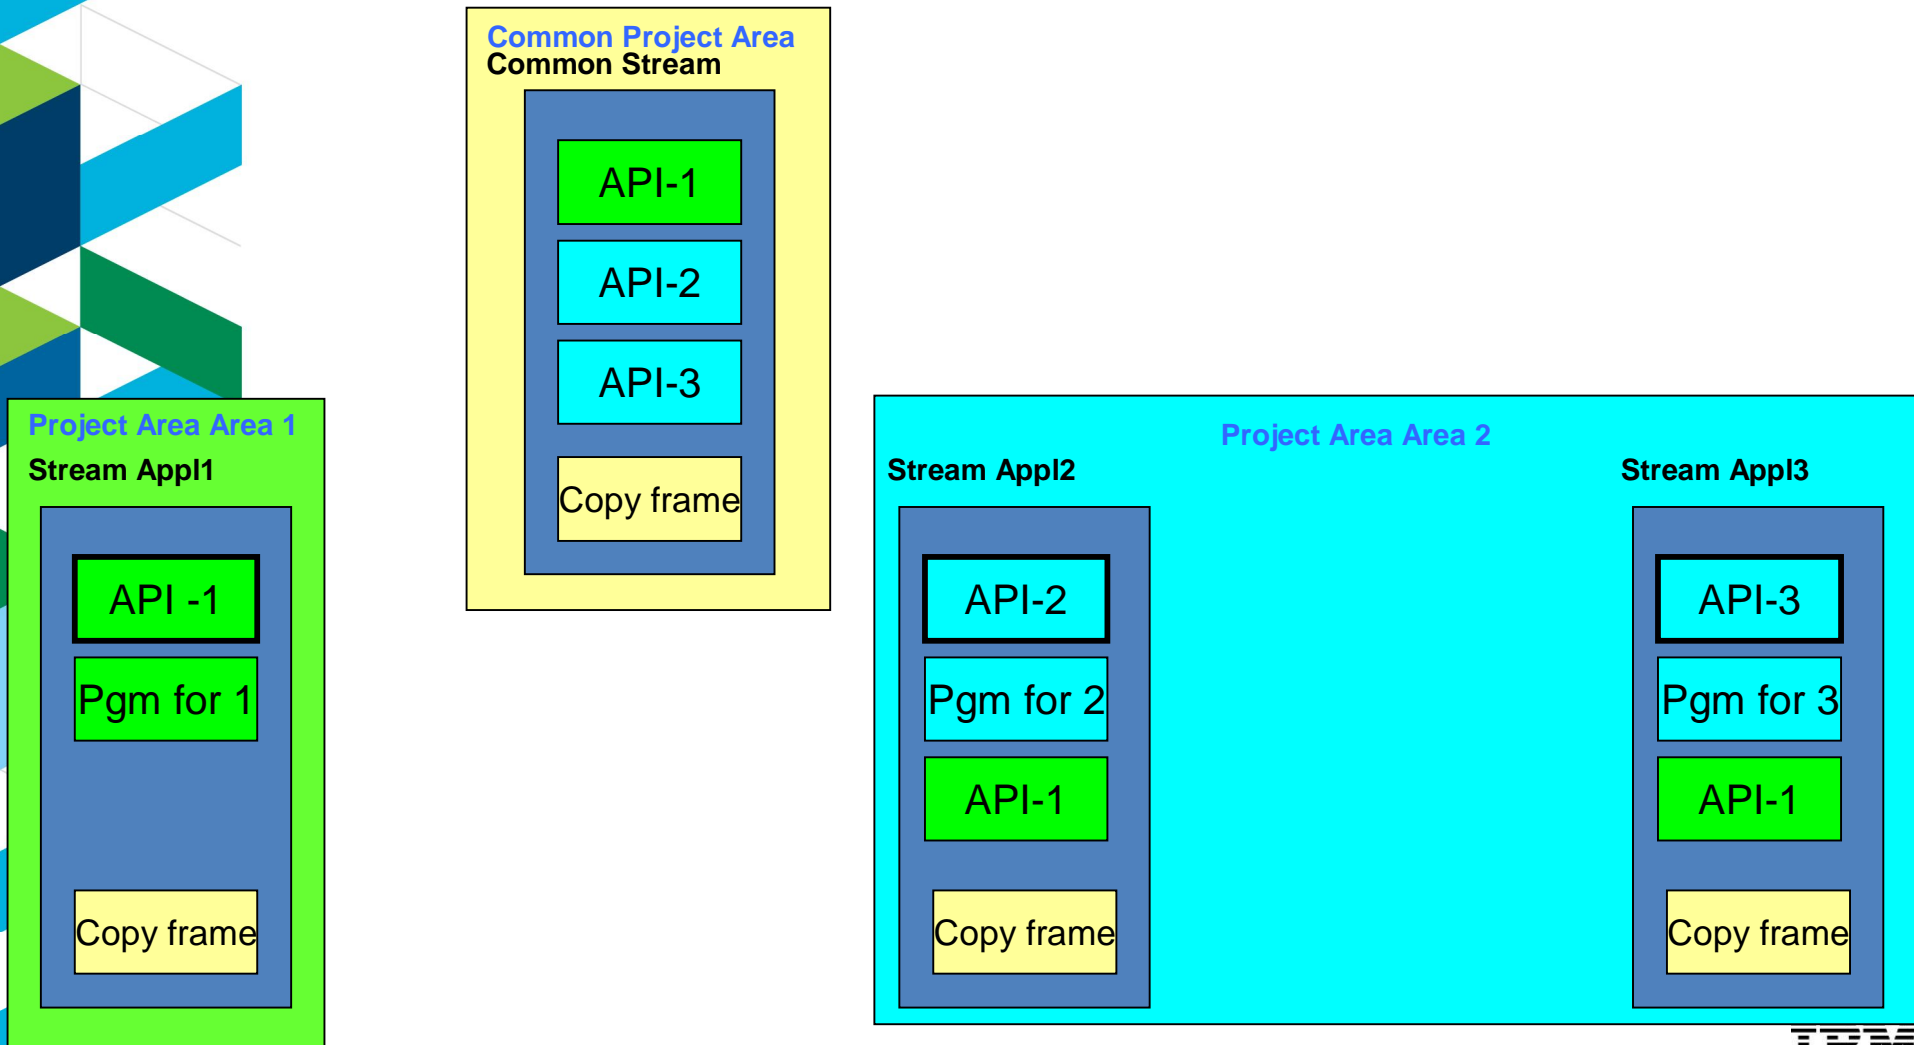 Common Project Area
Common Stream
API-1
API-2
API-3
Copy frame
Project Area Area 1
Stream Appl1
API -1
Pgm for 1
Copy frame
Project Area Area 2
Stream Appl2
API-2
Pgm for 2
API-1
Copy frame
Stream Appl3
API-3
Pgm for 3
API-1
Copy frame